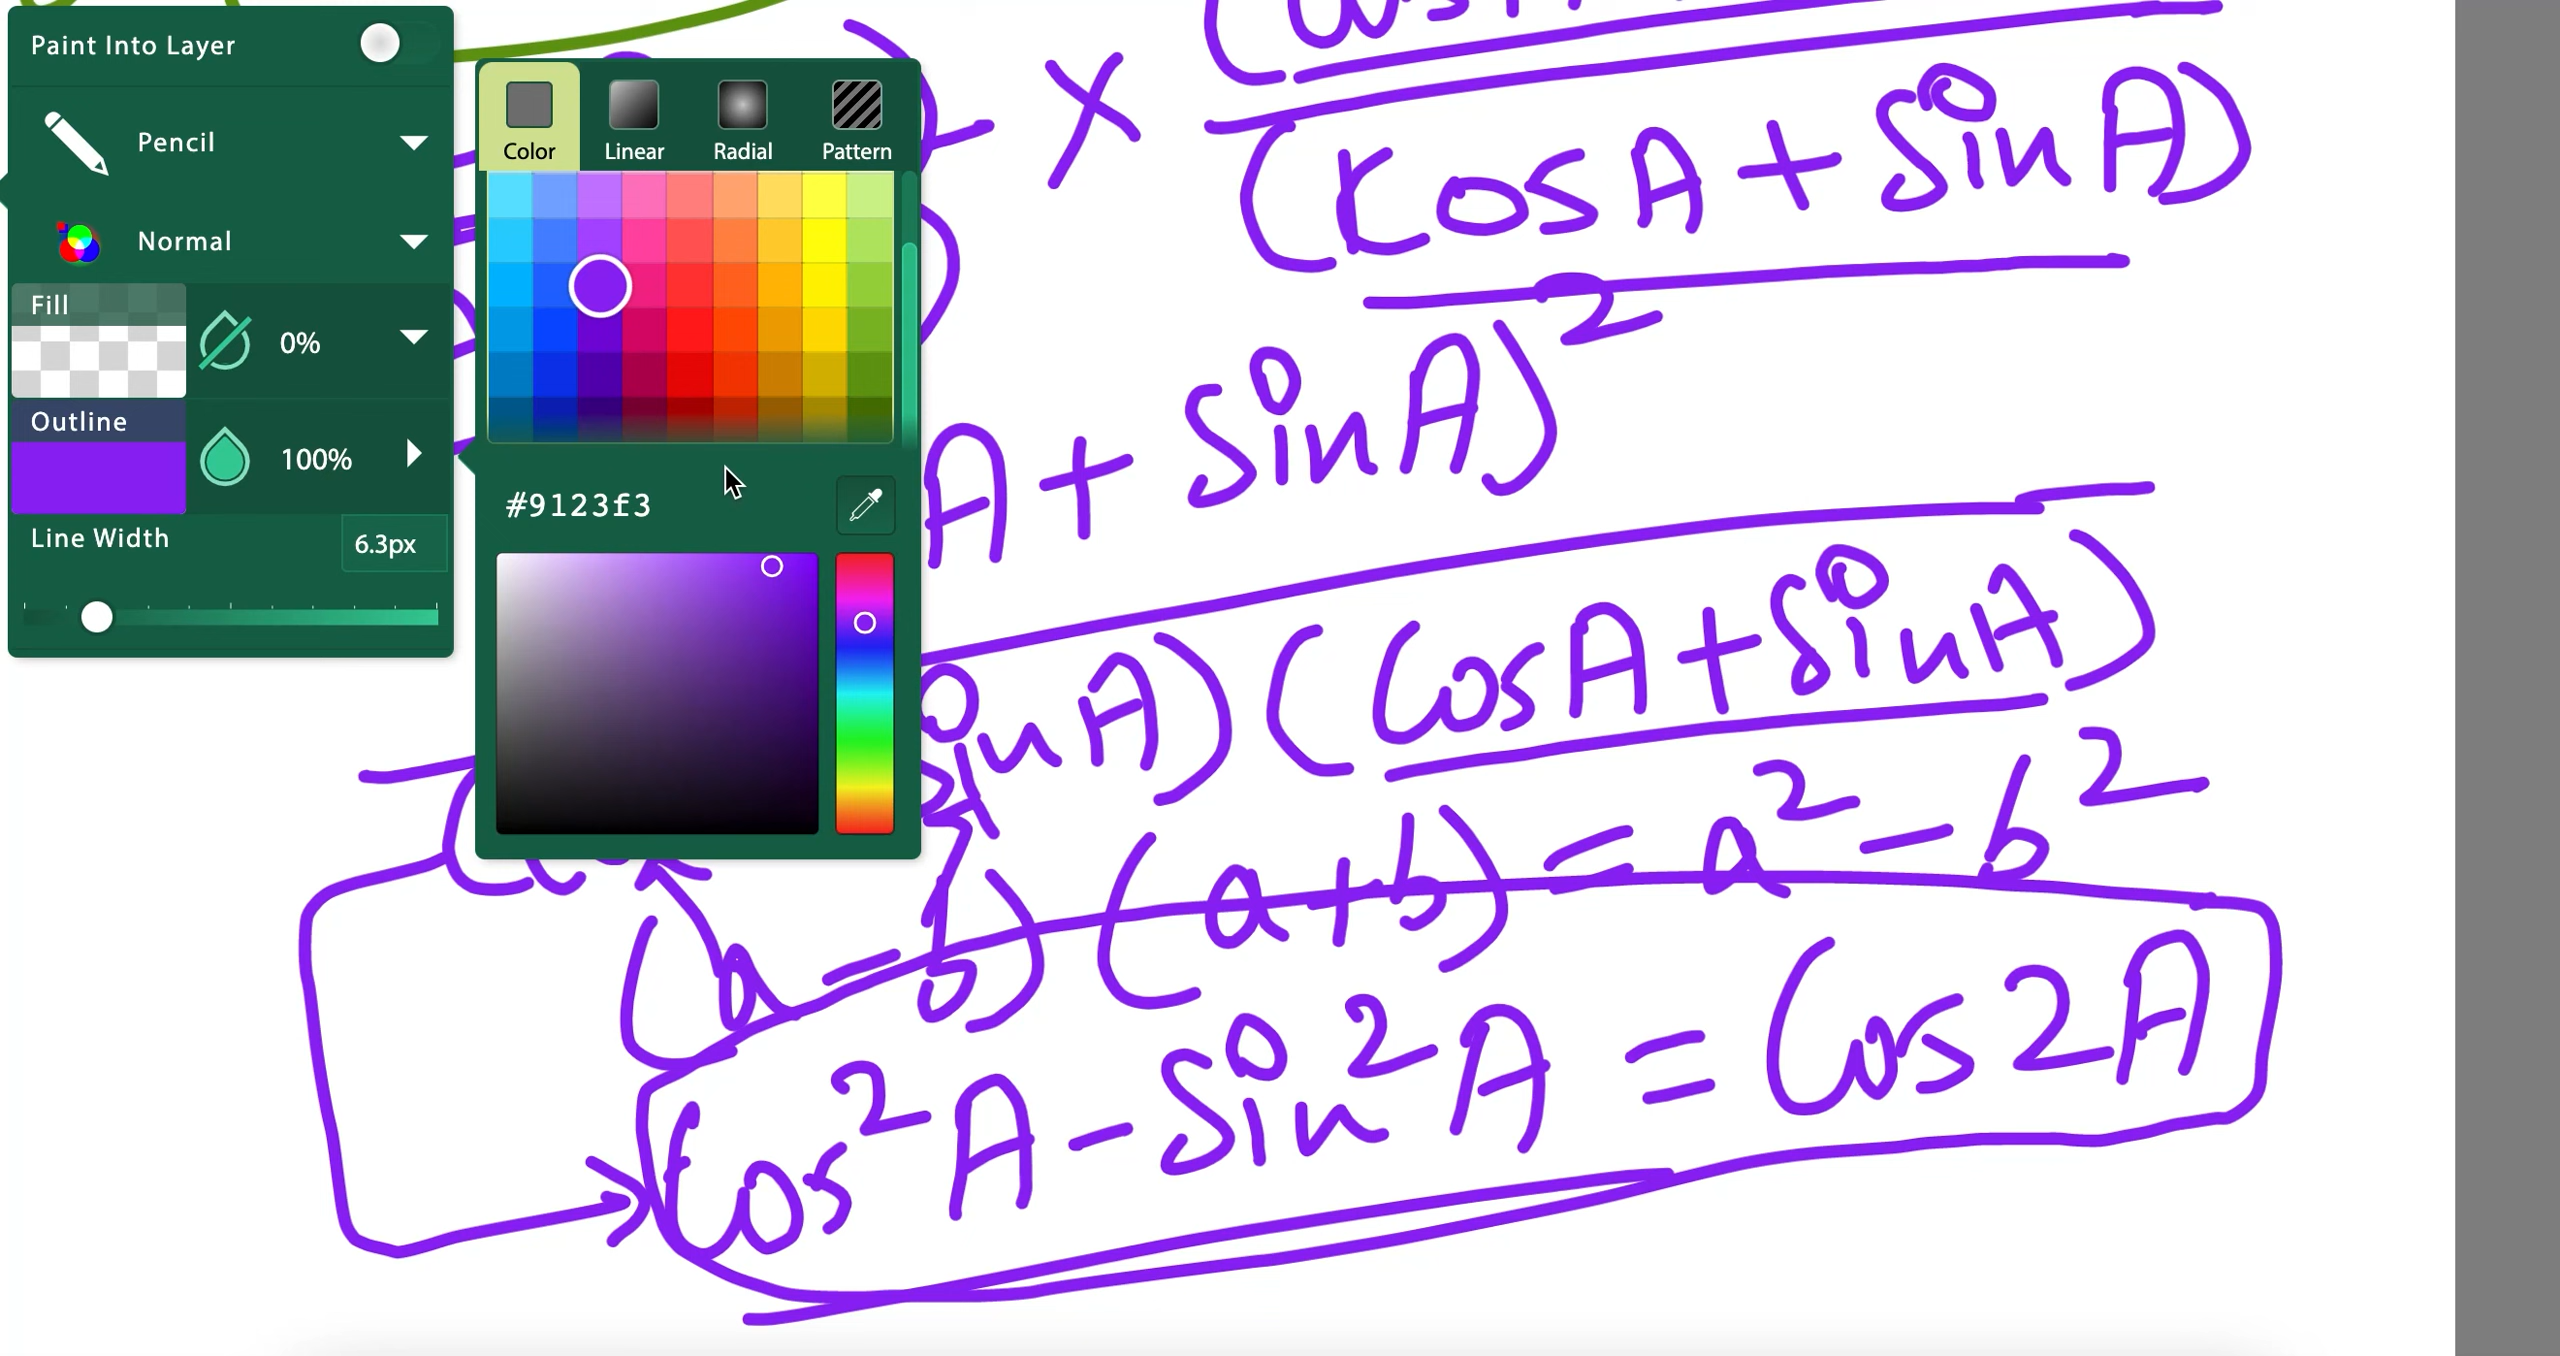 Paint Into Layer
Pencil
Normal
Fill
0%
Outline
100%
Line Width
6.3px
Color Linear Radial Pattern
#9123f3
×
(CosA + SinA)
A + SinA)²
SinA) (CosA + SinA)
(a - b) (a + b) = a² - b²
Cos²A - Sin²A = Cos2A